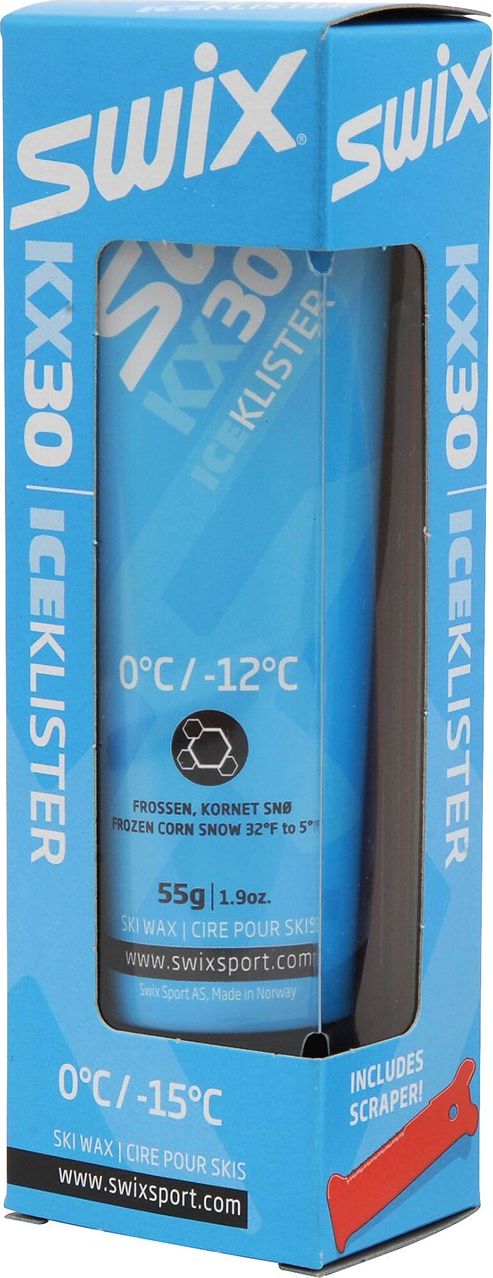 SWIX®
KX30 | ICEKLISTER
KX30
ICEKLISTER
0°C / -12°C
FROSSEN, KORNET SNØ
FROZEN CORN SNOW 32°F to 5°F
55g | 1.9oz.
SKI WAX | CIRE POUR SKIS
www.swixsport.com
Swix Sport AS, Made in Norway
0°C / -15°C
SKI WAX | CIRE POUR SKIS
www.swixsport.com
SWIX
KX30 | ICEKLISTER
INCLUDES
SCRAPER!